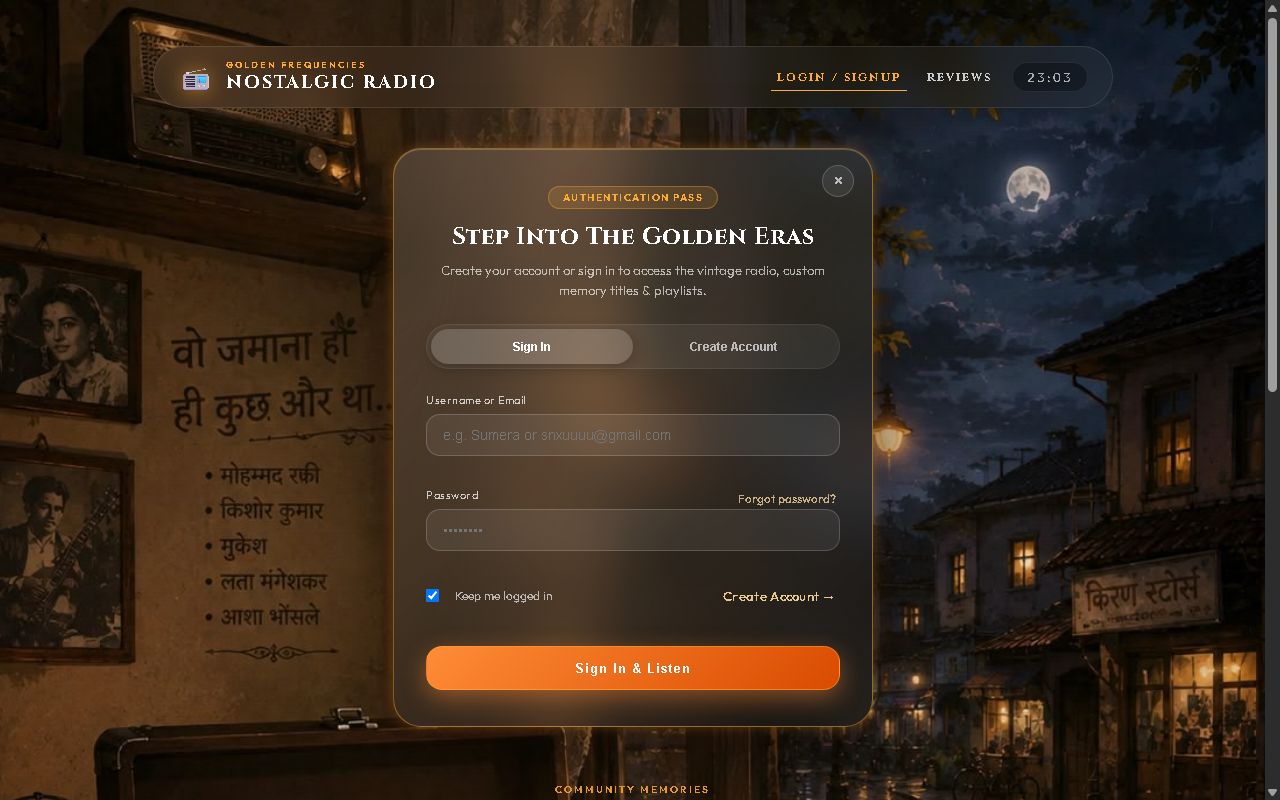 GOLDEN FREQUENCIES
NOSTALGIC RADIO
LOGIN / SIGNUP
REVIEWS
23:03
×
AUTHENTICATION PASS
STEP INTO THE GOLDEN ERAS
Create your account or sign in to access the vintage radio, custom
memory titles & playlists.
Sign In
Create Account
Username or Email
e.g. Sumera or snxuuuu@gmail.com
Password
Forgot password?
••••••••
Keep me logged in
Create Account →
Sign In & Listen
वो जमाना ही
ही कुछ और था..
• मोहम्मद रफ़ी
• किशोर कुमार
• मुकेश
• लता मंगेशकर
• आशा भोंसले
किरण स्टोर्स
COMMUNITY MEMORIES